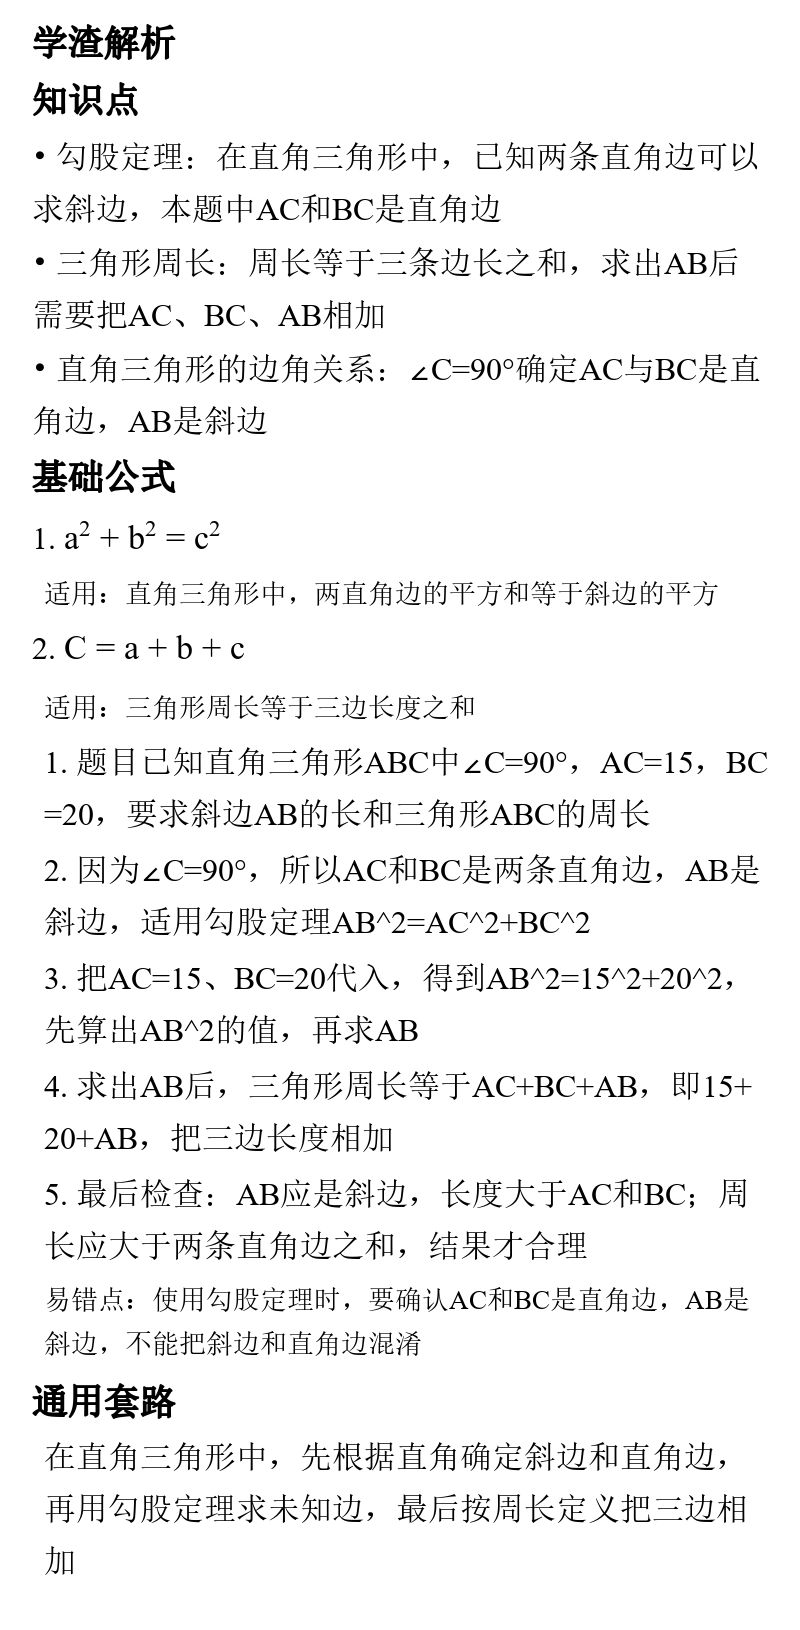 学渣解析
知识点
• 勾股定理：在直角三角形中，已知两条直角边可以
求斜边，本题中AC和BC是直角边
• 三角形周长：周长等于三条边长之和，求出AB后
需要把AC、BC、AB相加
• 直角三角形的边角关系：∠C=90°确定AC与BC是直
角边，AB是斜边
基础公式
1. a² + b² = c²
适用：直角三角形中，两直角边的平方和等于斜边的平方
2. C = a + b + c
适用：三角形周长等于三边长度之和
1. 题目已知直角三角形ABC中∠C=90°，AC=15，BC
=20，要求斜边AB的长和三角形ABC的周长
2. 因为∠C=90°，所以AC和BC是两条直角边，AB是
斜边，适用勾股定理AB^2=AC^2+BC^2
3. 把AC=15、BC=20代入，得到AB^2=15^2+20^2，
先算出AB^2的值，再求AB
4. 求出AB后，三角形周长等于AC+BC+AB，即15+
20+AB，把三边长度相加
5. 最后检查：AB应是斜边，长度大于AC和BC；周
长应大于两条直角边之和，结果才合理
易错点：使用勾股定理时，要确认AC和BC是直角边，AB是
斜边，不能把斜边和直角边混淆
通用套路
在直角三角形中，先根据直角确定斜边和直角边，
再用勾股定理求未知边，最后按周长定义把三边相
加